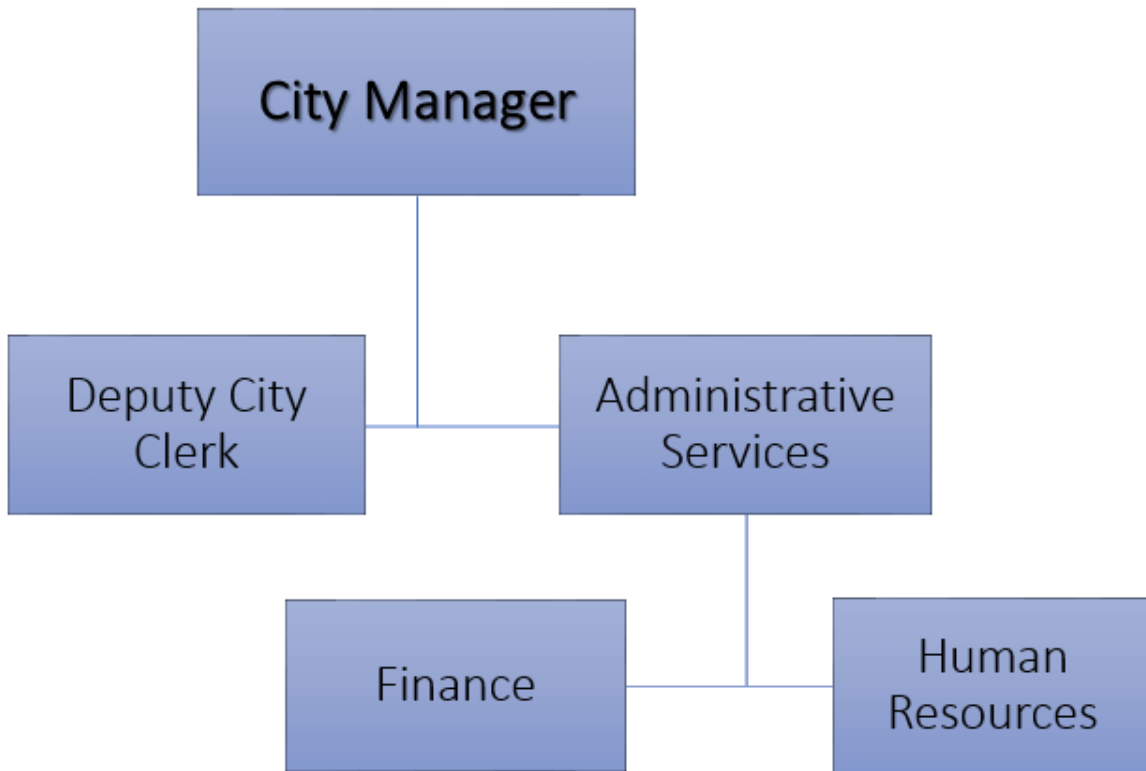 City Manager
Deputy City
Clerk
Administrative
Services
Finance
Human
Resources